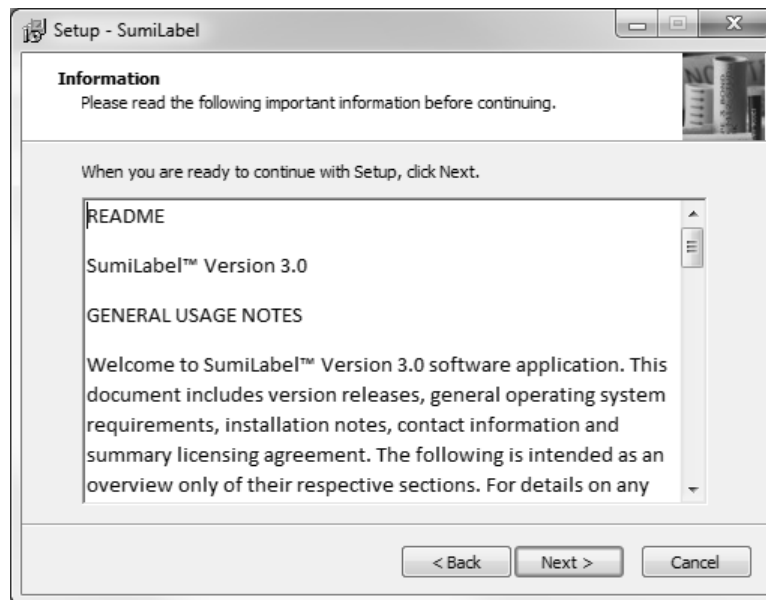 Setup - SumiLabel
Information
Please read the following important information before continuing.
When you are ready to continue with Setup, click Next.
README
SumiLabel™ Version 3.0
GENERAL USAGE NOTES
Welcome to SumiLabel™ Version 3.0 software application. This
document includes version releases, general operating system
requirements, installation notes, contact information and
summary licensing agreement. The following is intended as an
overview only of their respective sections. For details on any
< Back
Next >
Cancel